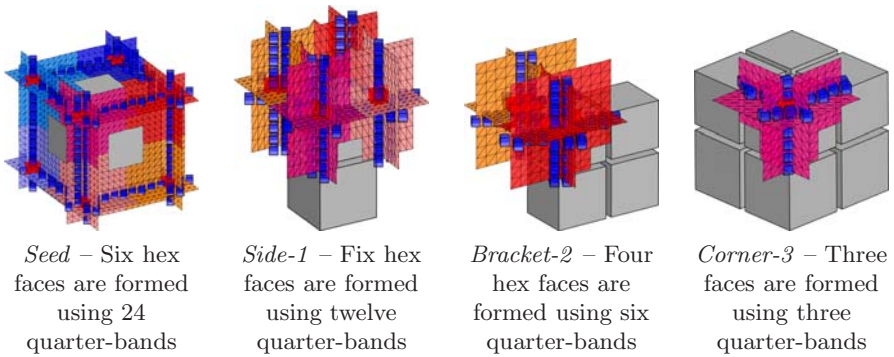 Seed – Six hex
faces are formed
using 24
quarter-bands
Side-1 – Fix hex
faces are formed
using twelve
quarter-bands
Bracket-2 – Four
hex faces are
formed using six
quarter-bands
Corner-3 – Three
faces are formed
using three
quarter-bands